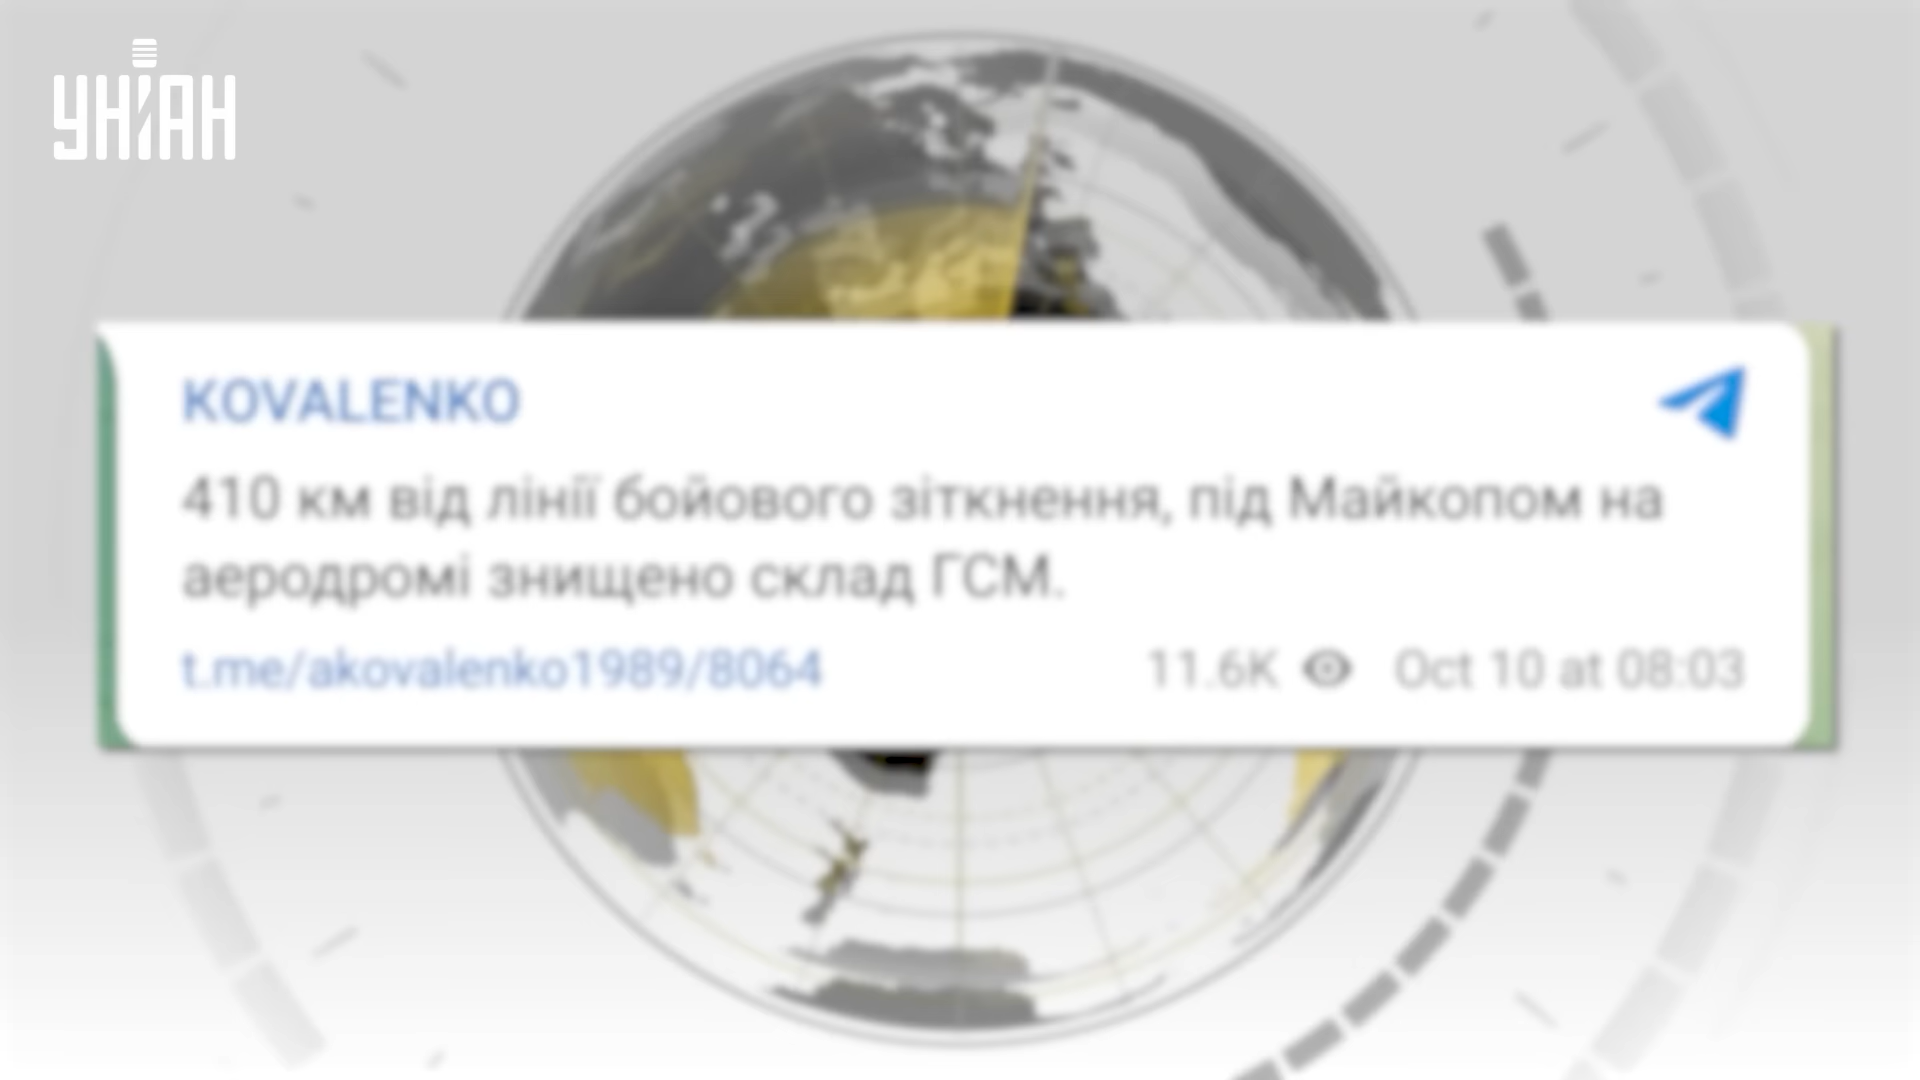 УНІАН
KOVALENKO
410 км від лінії бойового зіткнення, під Майкопом на
аеродромі знищено склад ГСМ.
t.me/akovalenko1989/8064 11.6K Oct 10 at 08:03